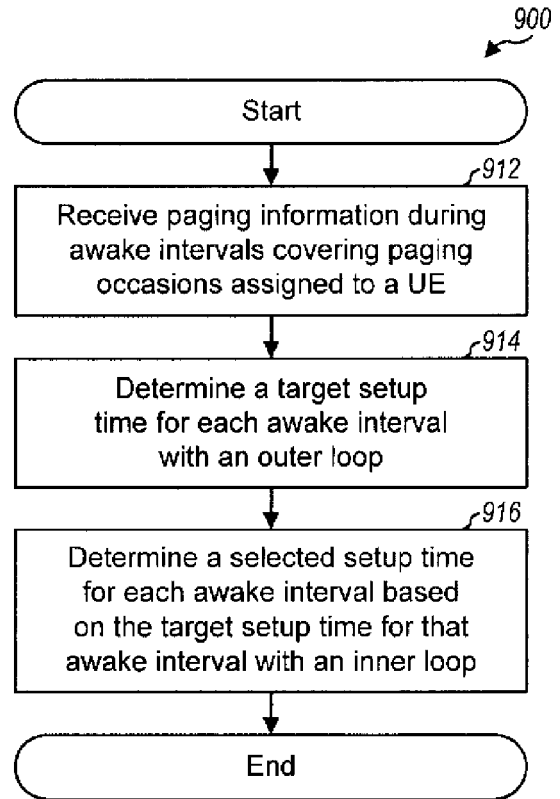 900
Start
912
Receive paging information during
awake intervals covering paging
occasions assigned to a UE
914
Determine a target setup
time for each awake interval
with an outer loop
916
Determine a selected setup time
for each awake interval based
on the target setup time for that
awake interval with an inner loop
End